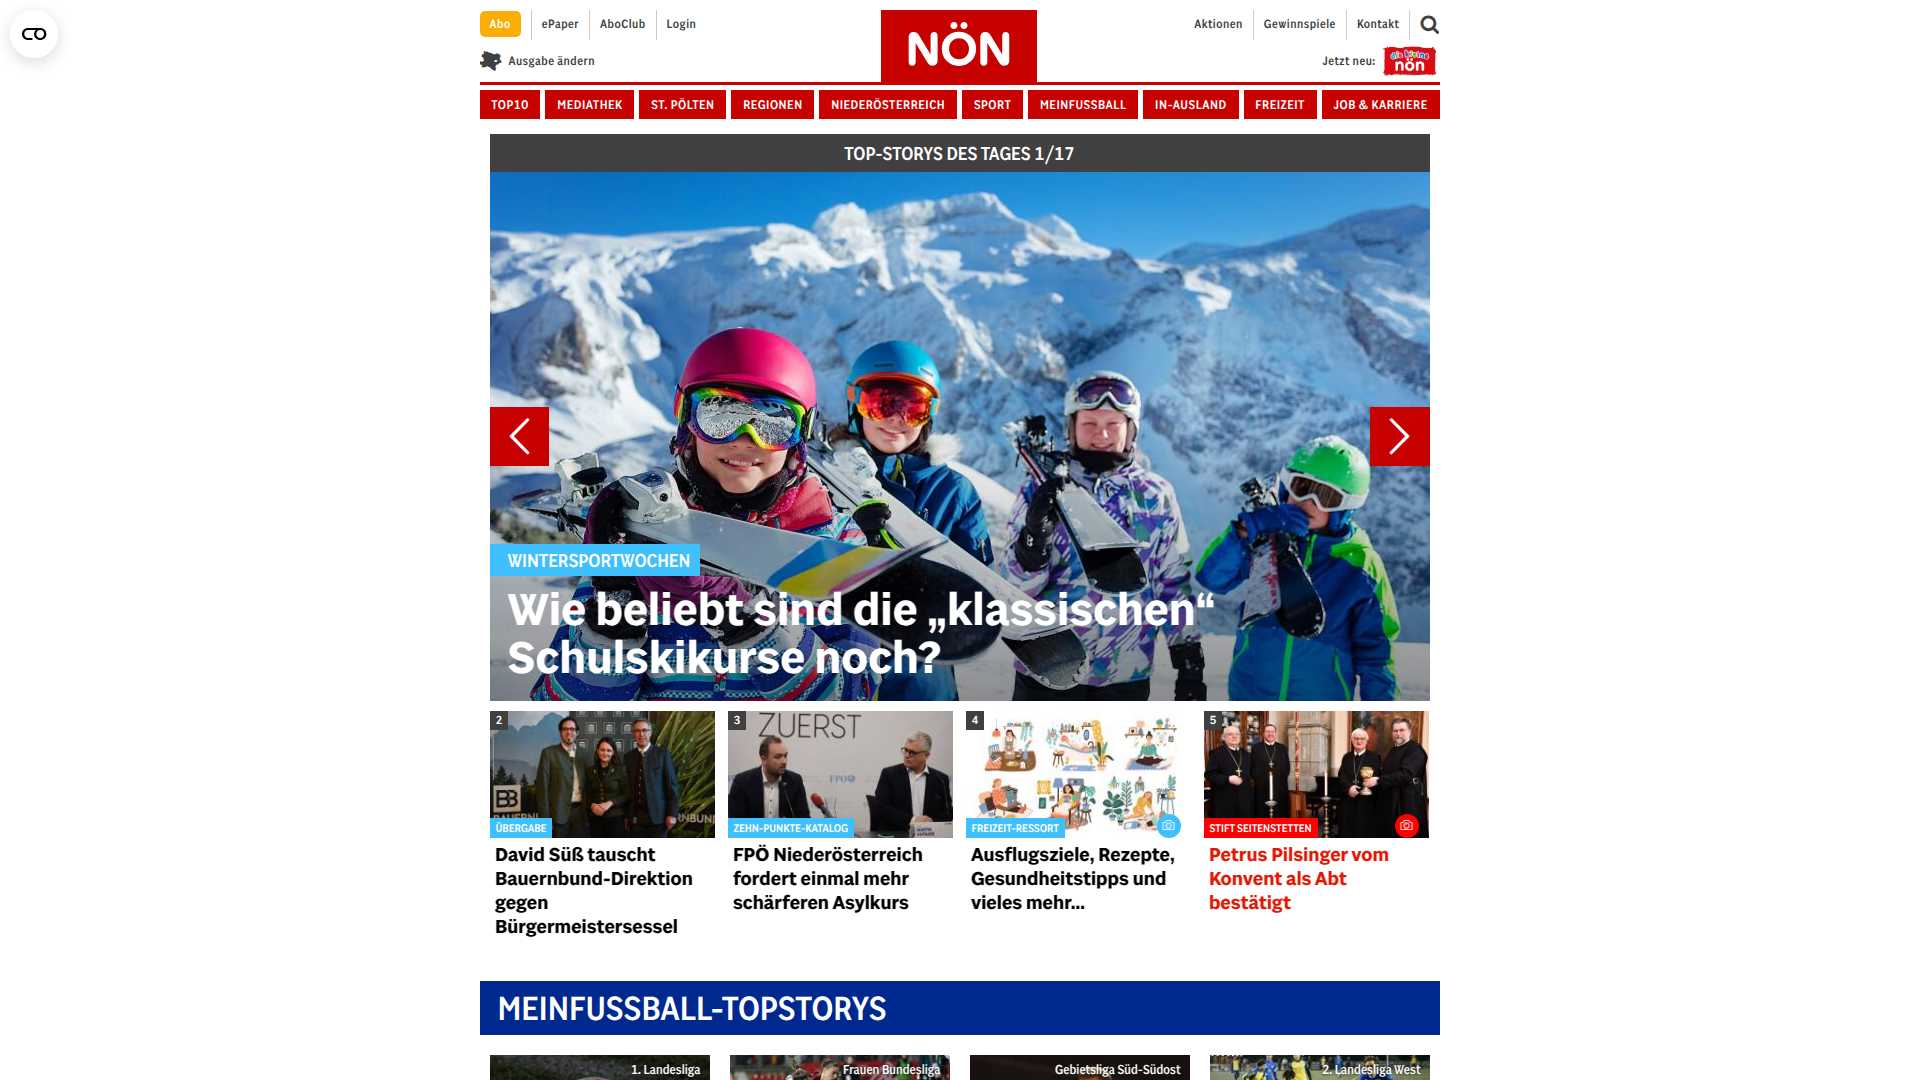 Abo
ePaper
AboClub
Login
NÖN
Aktionen
Gewinnspiele
Kontakt
Ausgabe ändern
Jetzt neu:
die kleine
nön
TOP10
MEDIATHEK
ST. PÖLTEN
REGIONEN
NIEDERÖSTERREICH
SPORT
MEINFUSSBALL
IN-AUSLAND
FREIZEIT
JOB & KARRIERE
TOP-STORYS DES TAGES 1/17
WINTERSPORTWOCHEN
Wie beliebt sind die „klassischen“
Schulskikurse noch?
2
ÜBERGABE
David Süß tauscht
Bauernbund-Direktion
gegen
Bürgermeistersessel
3
ZUERST
FPÖ
ZEHN-PUNKTE-KATALOG
FPÖ Niederösterreich
fordert einmal mehr
schärferen Asylkurs
4
FREIZEIT-RESSORT
Ausflugsziele, Rezepte,
Gesundheitstipps und
vieles mehr...
5
STIFT SEITENSTETTEN
Petrus Pilsinger vom
Konvent als Abt
bestätigt
MEINFUSSBALL-TOPSTORYS
1. Landesliga
Frauen Bundesliga
Gebietsliga Süd-Südost
2. Landesliga West